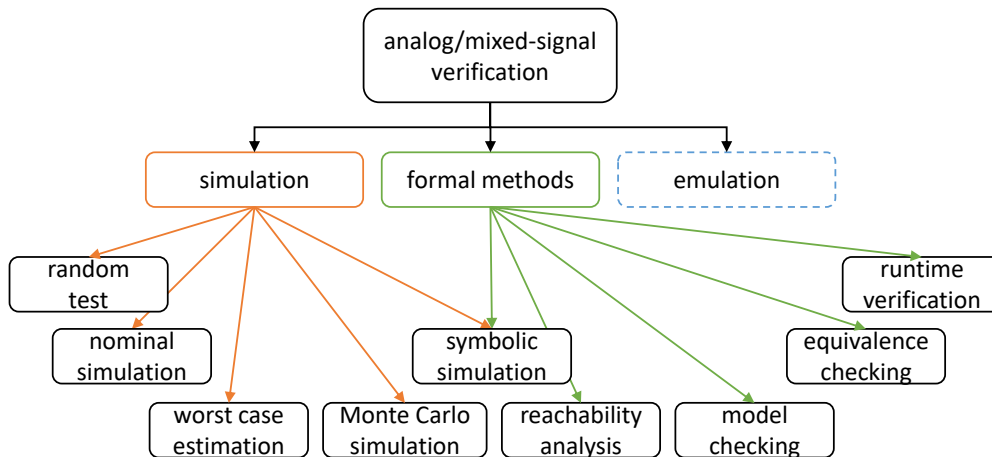 analog/mixed-signal
verification
simulation
formal methods
emulation
random
test
runtime
verification
nominal
simulation
symbolic
simulation
equivalence
checking
worst case
estimation
Monte Carlo
simulation
reachability
analysis
model
checking